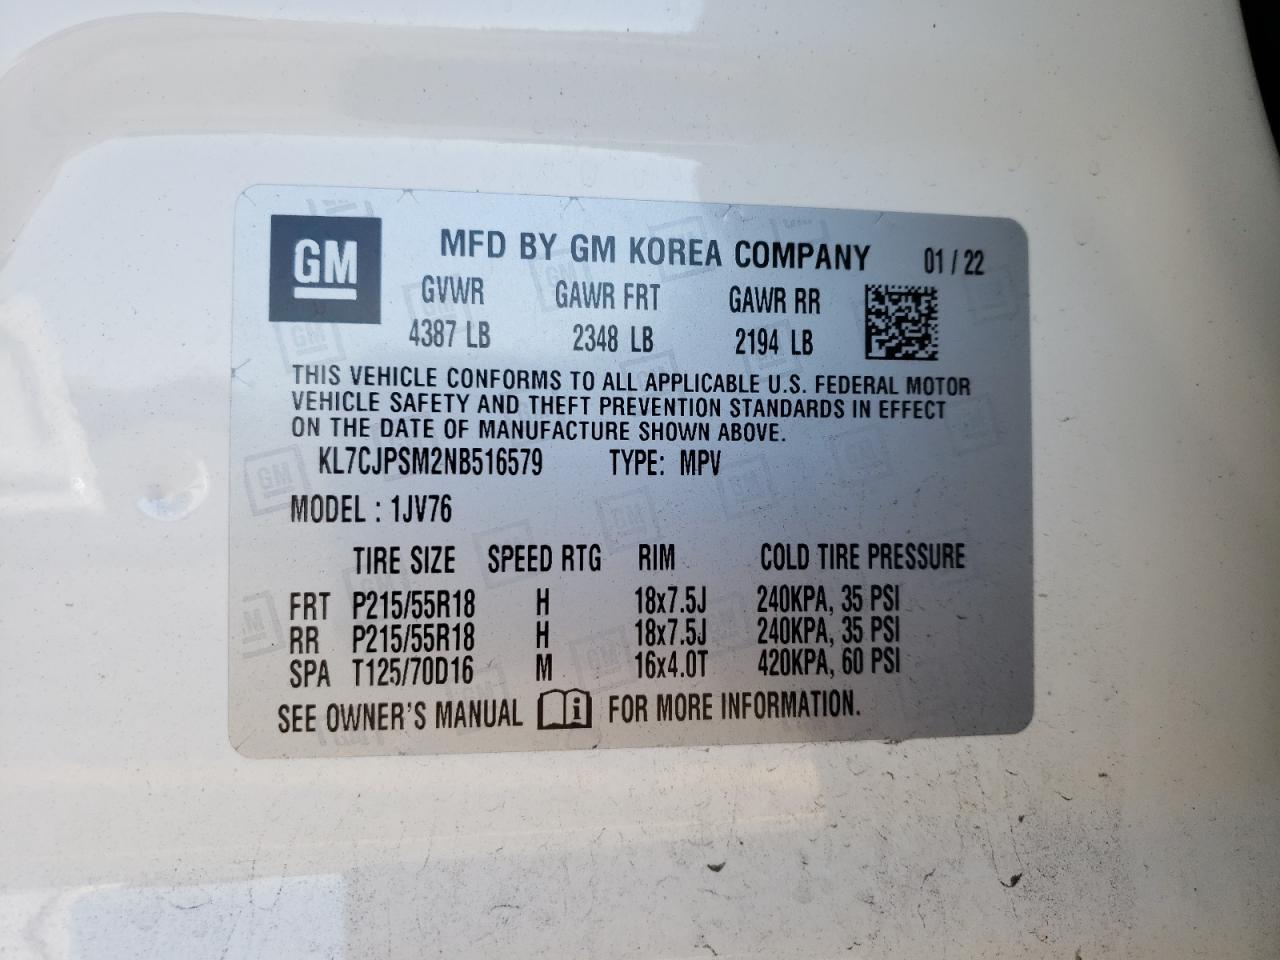 GM
MFD BY GM KOREA COMPANY 01 / 22
GVWR GAWR FRT GAWR RR
4387 LB 2348 LB 2194 LB
THIS VEHICLE CONFORMS TO ALL APPLICABLE U.S. FEDERAL MOTOR
VEHICLE SAFETY AND THEFT PREVENTION STANDARDS IN EFFECT
ON THE DATE OF MANUFACTURE SHOWN ABOVE.
KL7CJPSM2NB516579 TYPE: MPV
MODEL : 1JV76
TIRE SIZE SPEED RTG RIM COLD TIRE PRESSURE
FRT P215/55R18 H 18x7.5J 240KPA, 35 PSI
RR P215/55R18 H 18x7.5J 240KPA, 35 PSI
SPA T125/70D16 M 16x4.0T 420KPA, 60 PSI
SEE OWNER'S MANUAL i FOR MORE INFORMATION.